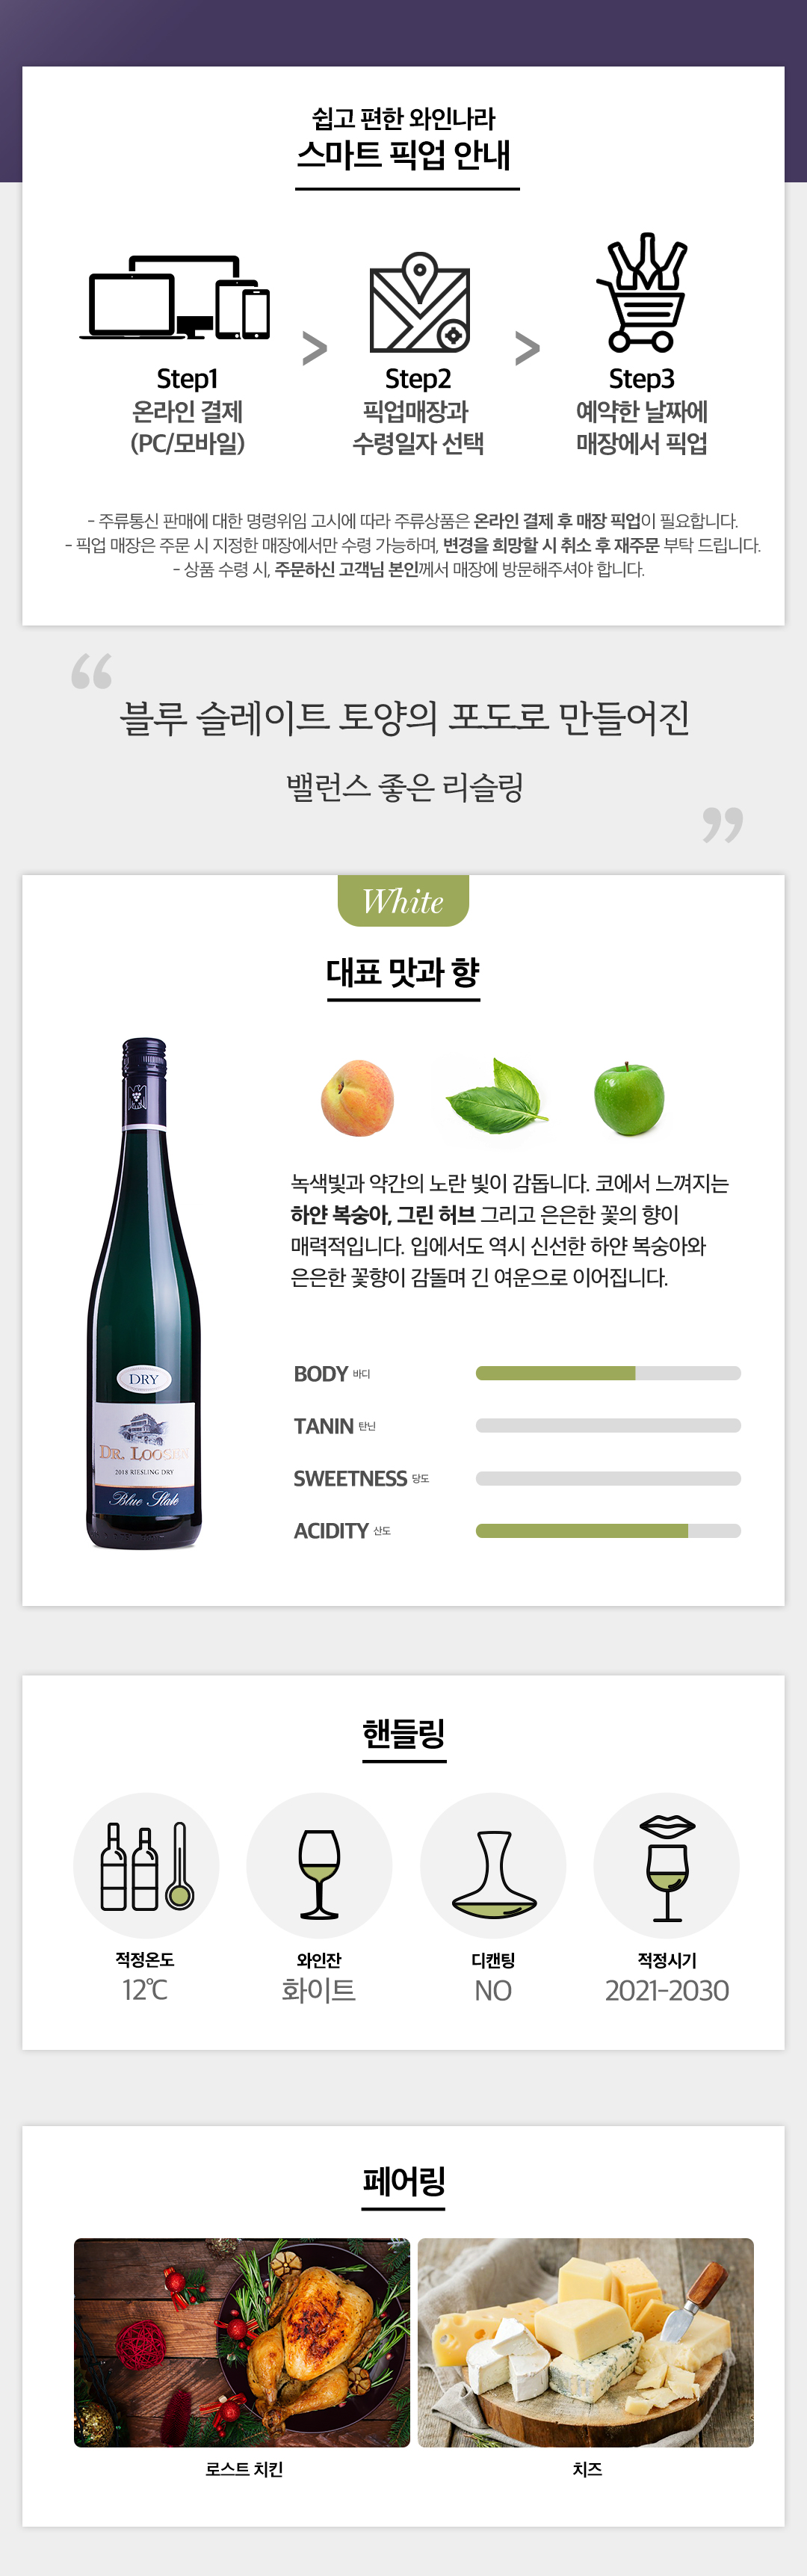 쉽고 편한 와인나라
스마트 픽업 안내
Step1
온라인 결제
(PC/모바일)
>
Step2
픽업매장과
수령일자 선택
>
Step3
예약한 날짜에
매장에서 픽업
- 주류통신 판매에 대한 명령위임 고시에 따라 주류상품은 온라인 결제 후 매장 픽업이 필요합니다.
- 픽업 매장은 주문 시 지정한 매장에서만 수령 가능하며, 변경을 희망할 시 취소 후 재주문 부탁 드립니다.
- 상품 수령 시, 주문하신 고객님 본인께서 매장에 방문해주셔야 합니다.
“
블루 슬레이트 토양의 포도로 만들어진
밸런스 좋은 리슬링
”
White
대표 맛과 향
녹색빛과 약간의 노란 빛이 감돕니다. 코에서 느껴지는
하얀 복숭아, 그린 허브 그리고 은은한 꽃의 향이
매력적입니다. 입에서도 역시 신선한 하얀 복숭아와
은은한 꽃향이 감돌며 긴 여운으로 이어집니다.
DRY
DR. LOOSEN
2018 RIESLING DRY
Blue Slate
BODY 바디
TANIN 탄닌
SWEETNESS 당도
ACIDITY 산도
핸들링
적정온도
12℃
와인잔
화이트
디캔팅
NO
적정시기
2021-2030
페어링
로스트 치킨
치즈